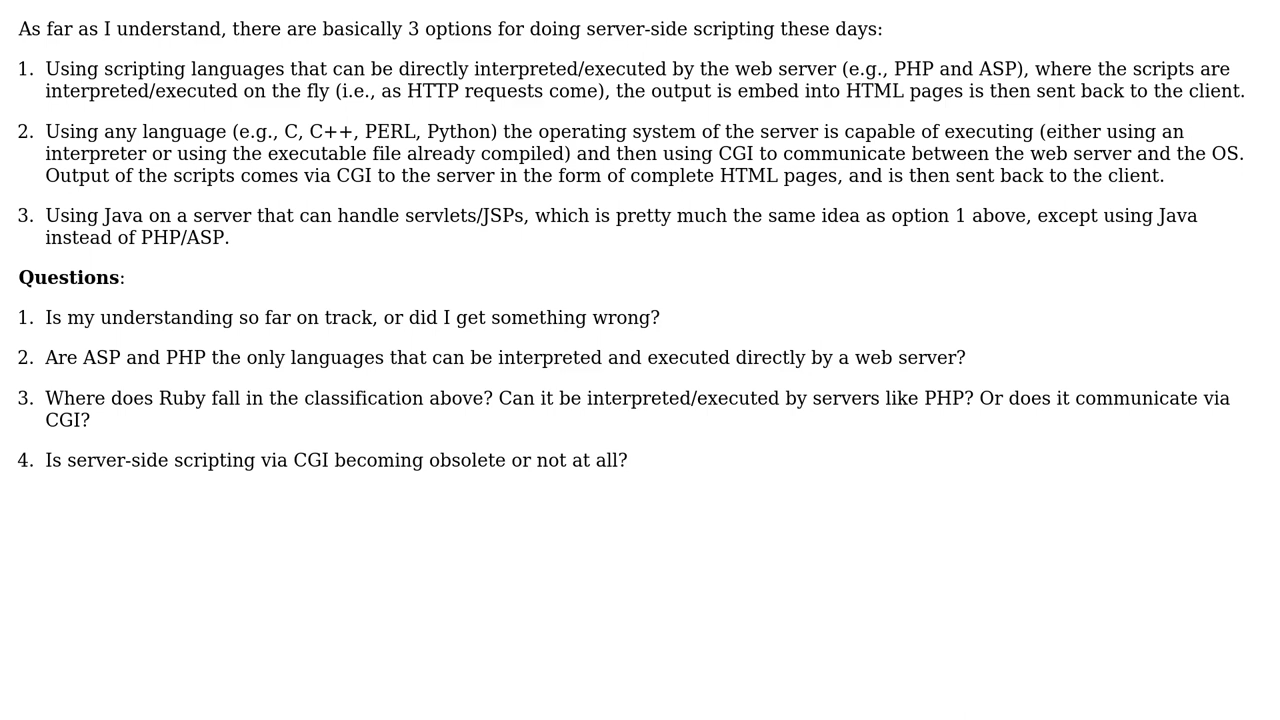 As far as I understand, there are basically 3 options for doing server-side scripting these days:
1. Using scripting languages that can be directly interpreted/executed by the web server (e.g., PHP and ASP), where the scripts are
interpreted/executed on the fly (i.e., as HTTP requests come), the output is embed into HTML pages is then sent back to the client.
2. Using any language (e.g., C, C++, PERL, Python) the operating system of the server is capable of executing (either using an
interpreter or using the executable file already compiled) and then using CGI to communicate between the web server and the OS.
Output of the scripts comes via CGI to the server in the form of complete HTML pages, and is then sent back to the client.
3. Using Java on a server that can handle servlets/JSPs, which is pretty much the same idea as option 1 above, except using Java
instead of PHP/ASP.
Questions:
1. Is my understanding so far on track, or did I get something wrong?
2. Are ASP and PHP the only languages that can be interpreted and executed directly by a web server?
3. Where does Ruby fall in the classification above? Can it be interpreted/executed by servers like PHP? Or does it communicate via
CGI?
4. Is server-side scripting via CGI becoming obsolete or not at all?